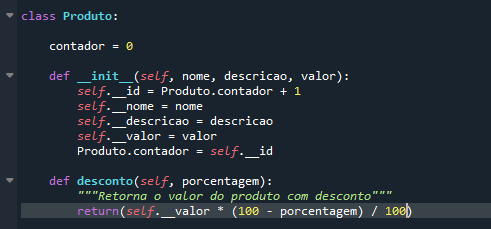 class Produto:
contador = 0
def __init__(self, nome, descricao, valor):
self.__id = Produto.contador + 1
self.__nome = nome
self.__descricao = descricao
self.__valor = valor
Produto.contador = self.__id
def desconto(self, porcentagem):
"""Retorna o valor do produto com desconto"""
return(self.__valor * (100 - porcentagem) / 100)